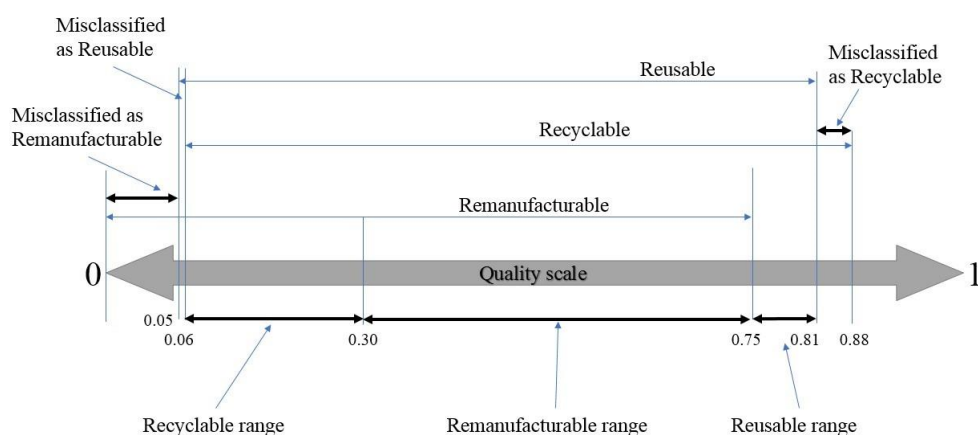 Misclassified
as Reusable
Misclassified
as Recyclable
Reusable
Misclassified as
Remanufacturable
Recyclable
Remanufacturable
0
Quality scale
1
0.05
0.06
0.30
0.75
0.81
0.88
Recyclable range
Remanufacturable range
Reusable range